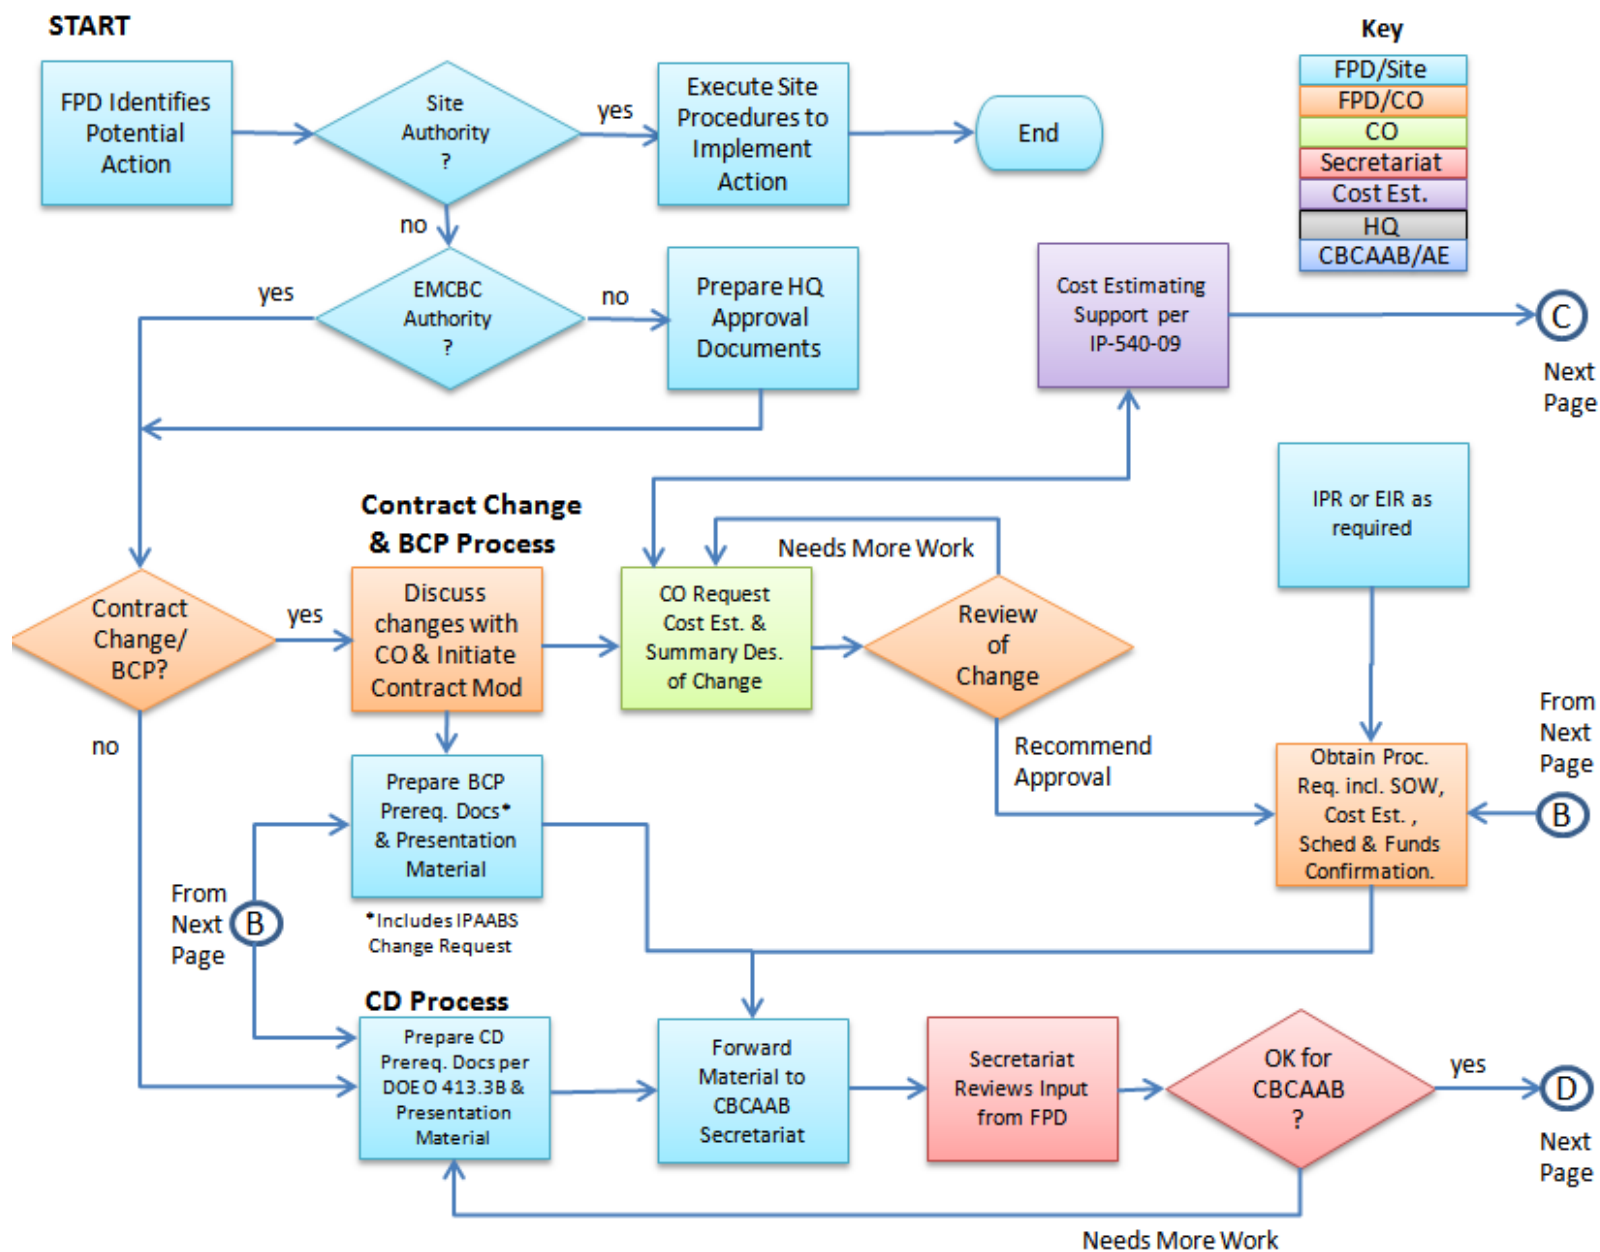 START
FPD Identifies
Potential
Action
Site
Authority
?
yes
Execute Site
Procedures to
Implement
Action
End
Key
FPD/Site
FPD/CO
CO
Secretariat
Cost Est.
HQ
CBCAAB/AE
no
yes
EMCBC
Authority
?
no
Prepare HQ
Approval
Documents
Cost Estimating
Support per
IP-540-09
C
Next
Page
IPR or EIR as
required
Contract Change
& BCP Process
Contract
Change/
BCP?
yes
Discuss
changes with
CO & Initiate
Contract Mod
CO Request
Cost Est. &
Summary Des.
of Change
Needs More Work
Review
of
Change
no
Recommend
Approval
From
Next
Page
B
Obtain Proc.
Req. incl. SOW,
Cost Est. ,
Sched & Funds
Confirmation.
Prepare BCP
Prereq. Docs*
& Presentation
Material
*Includes IPAABS
Change Request
From
Next
Page
B
CD Process
Prepare CD
Prereq. Docs per
DOE O 413.3B &
Presentation
Material
Forward
Material to
CBCAAB
Secretariat
Secretariat
Reviews Input
from FPD
OK for
CBCAAB
?
yes
D
Next
Page
Needs More Work